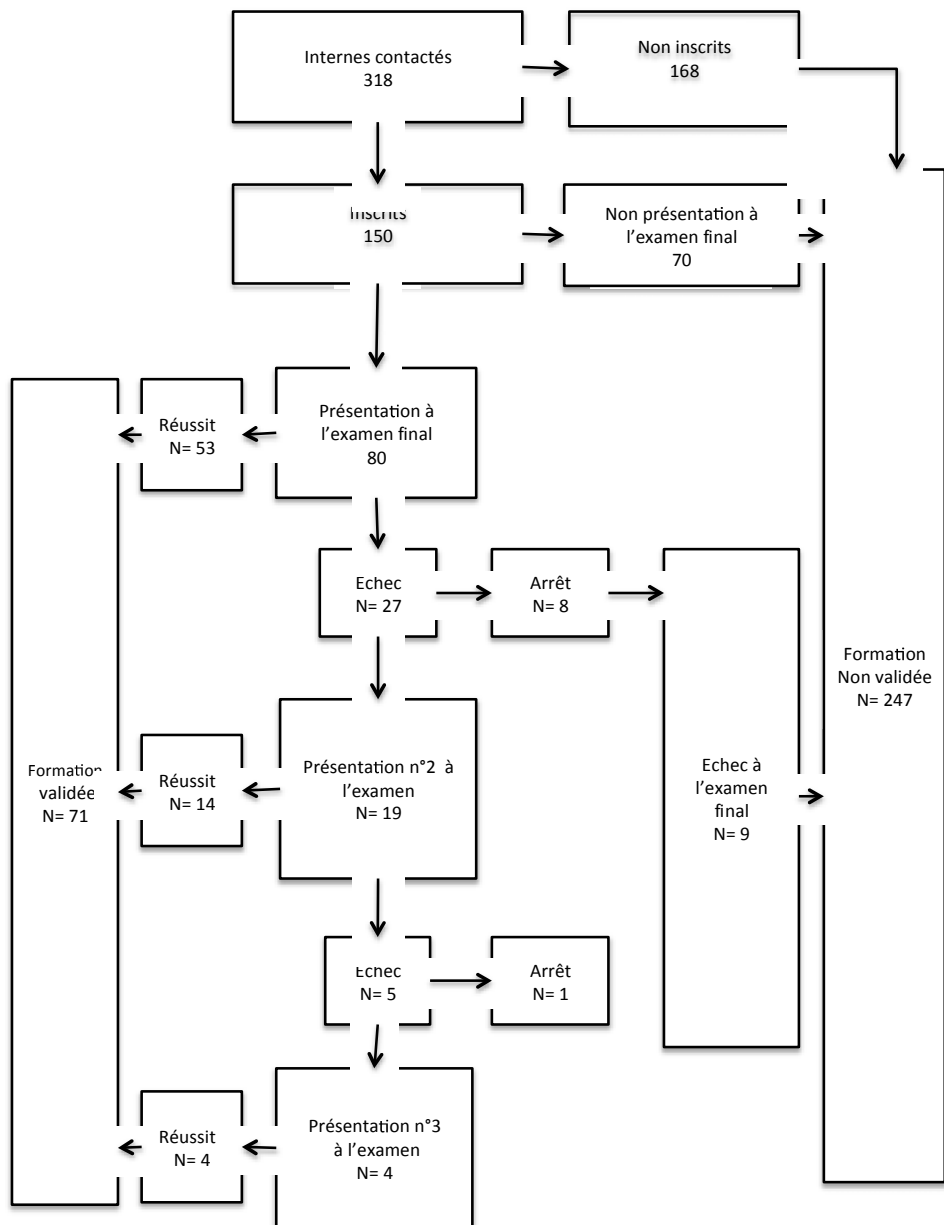 Internes contactés
318
Non inscrits
168
Inscrits
150
Non présentation à
l'examen final
70
Présentation à
l'examen final
80
Réussit
N= 53
Echec
N= 27
Arrêt
N= 8
Formation
Non validée
N= 247
Présentation n°2 à
l'examen
N= 19
Réussit
N= 14
Formation
validée
N= 71
Echec à
l'examen
final
N= 9
Echec
N= 5
Arrêt
N= 1
Présentation n°3
à l'examen
N= 4
Réussit
N= 4